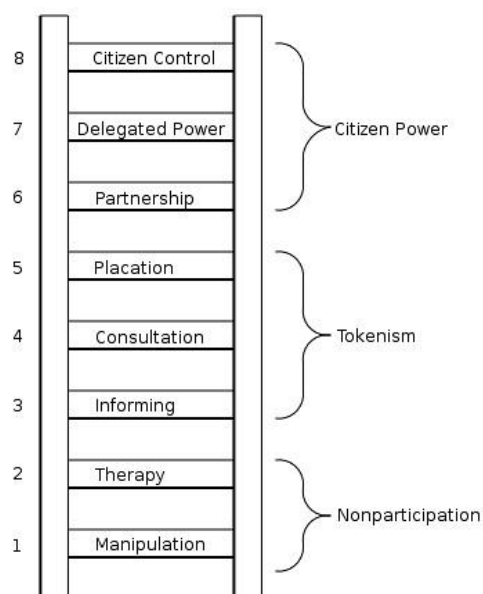 8 Citizen Control
7 Delegated Power Citizen Power
6 Partnership
5 Placation
4 Consultation Tokenism
3 Informing
2 Therapy
Nonparticipation
1 Manipulation